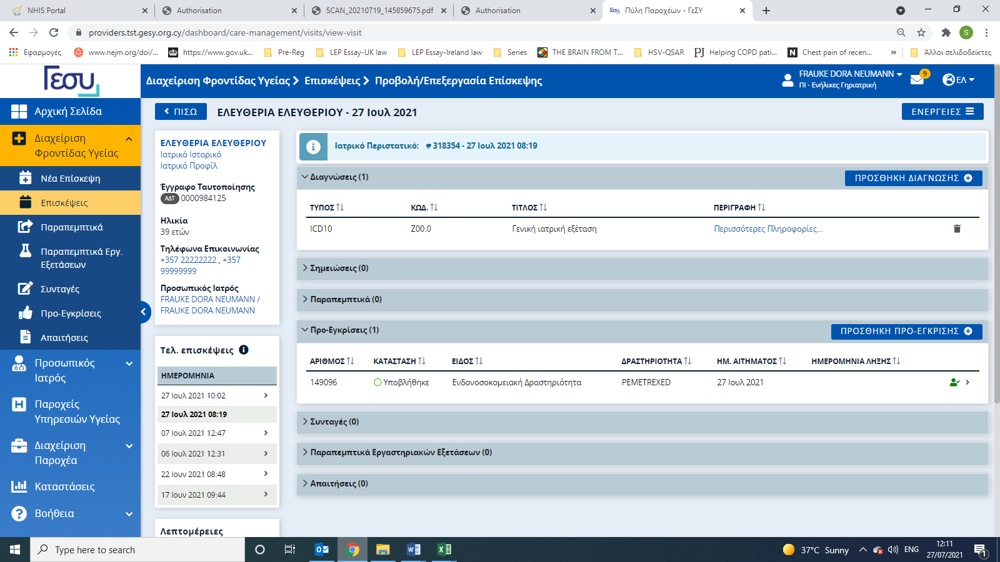 NHIS Portal
Authorisation
SCAN_20210719_145859675.pdf
Authorisation
Πύλη Παροχέων - ΓεΣΥ
providers.tst.gesy.org.cy/dashboard/care-management/visits/view-visit
S
Εφαρμογές
www.nejm.org/doi/...
https://www.gov.uk...
Pre-Reg
LEP Essay-UK law
LEP Essay-Ireland law
Series
THE BRAIN FROM T...
HSV-QSAR
Helping COPD pati...
Chest pain of recen...
»
Άλλοι σελιδοδείκτες
Γεσυ
Διαχείριση Φροντίδας Υγείας
Επισκέψεις
Προβολή/Επεξεργασία Επίσκεψης
FRAUKE DORA NEUMANN
ΠΙ - Ενήλικες Γηριατρική
9
ΕΛ
Αρχική Σελίδα
Διαχείριση
Φροντίδας Υγείας
Νέα Επίσκεψη
Επισκέψεις
Παραπεμπτικά
Παραπεμπτικά Εργ.
Εξετάσεων
Συνταγές
Προ-Εγκρίσεις
Απαιτήσεις
Προσωπικός
Ιατρός
Παροχείς
Υπηρεσιών Υγείας
Διαχείριση
Παροχέα
Καταστάσεις
Βοήθεια
ΠΙΣΩ
ΕΛΕΥΘΕΡΙΑ ΕΛΕΥΘΕΡΙΟΥ - 27 Ιουλ 2021
ΕΝΕΡΓΕΙΕΣ
ΕΛΕΥΘΕΡΙΑ ΕΛΕΥΘΕΡΙΟΥ
Ιατρικό Ιστορικό
Ιατρικό Προφίλ
Έγγραφο Ταυτοποίησης
ΑΔΤ 0000984125
Ηλικία
39 ετών
Τηλέφωνα Επικοινωνίας
+357 22222222 , +357
99999999
Προσωπικός Ιατρός
FRAUKE DORA NEUMANN /
FRAUKE DORA NEUMANN
Τελ. επισκέψεις
ΗΜΕΡΟΜΗΝΙΑ
27 Ιουλ 2021 10:02
27 Ιουλ 2021 08:19
07 Ιουλ 2021 12:47
06 Ιουλ 2021 12:31
22 Ιουν 2021 08:48
17 Ιουν 2021 09:44
Λεπτομέρειες
Ιατρικό Περιστατικό: # 318354 - 27 Ιουλ 2021 08:19
Διαγνώσεις (1)
ΠΡΟΣΘΗΚΗ ΔΙΑΓΝΩΣΗΣ
ΤΥΠΟΣ ΚΩΔ. ΤΙΤΛΟΣ ΠΕΡΙΓΡΑΦΗ
ICD10 Z00.0 Γενική ιατρική εξέταση Περισσότερες Πληροφορίες...
Σημειώσεις (0)
Παραπεμπτικά (0)
Προ-Εγκρίσεις (1)
ΠΡΟΣΘΗΚΗ ΠΡΟ-ΕΓΚΡΙΣΗΣ
ΑΡΙΘΜΟΣ ΚΑΤΑΣΤΑΣΗ ΕΙΔΟΣ ΔΡΑΣΤΗΡΙΟΤΗΤΑ ΗΜ. ΑΙΤΗΜΑΤΟΣ ΗΜΕΡΟΜΗΝΙΑ ΛΗΞΗΣ
149096 Υποβλήθηκε Ενδονοσοκομειακή Δραστηριότητα PEMETREXED 27 Ιουλ 2021
Συνταγές (0)
Παραπεμπτικά Εργαστηριακών Εξετάσεων (0)
Απαιτήσεις (0)
Type here to search
37°C Sunny
ENG
12:11
27/07/2021
1